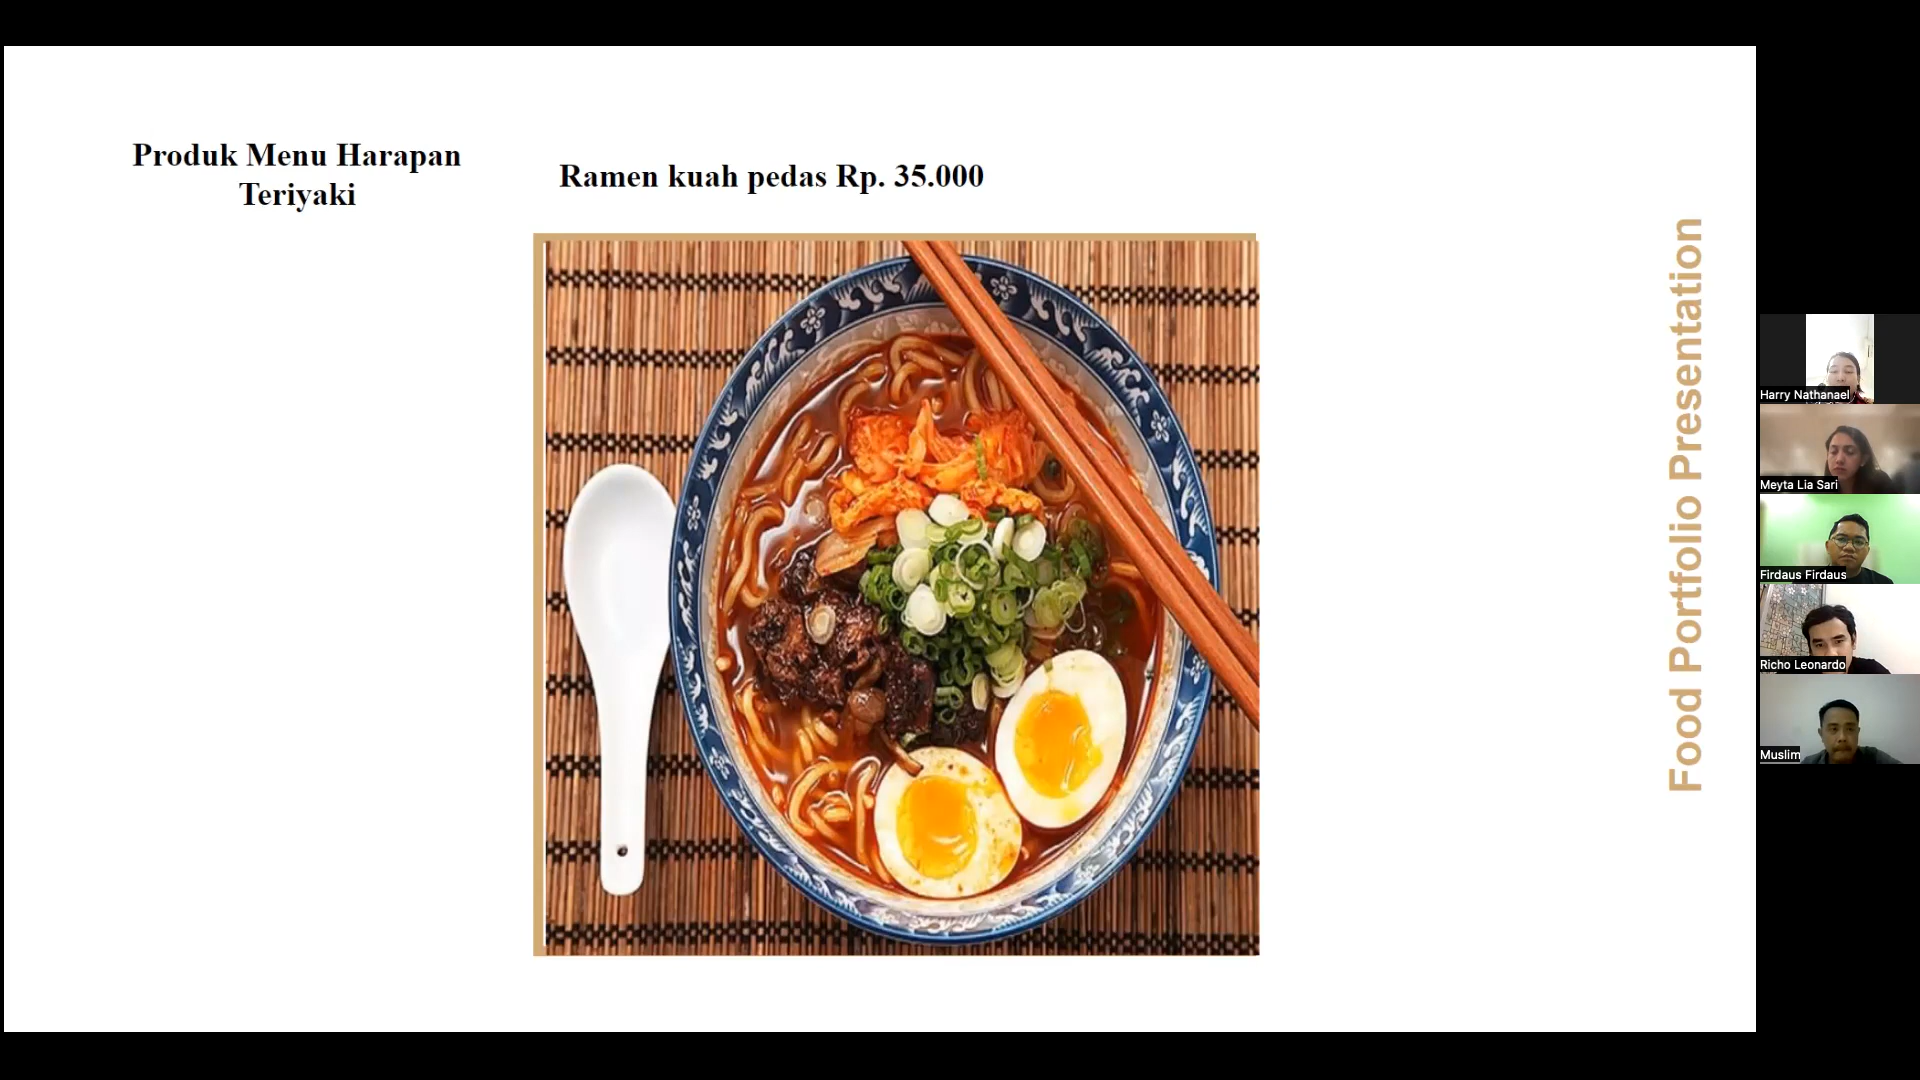 Produk Menu Harapan
Teriyaki
Ramen kuah pedas Rp. 35.000
Food Portfolio Presentation
Harry Nathanael
Meyta Lia Sari
Firdaus Firdaus
Richo Leonardo
Muslim